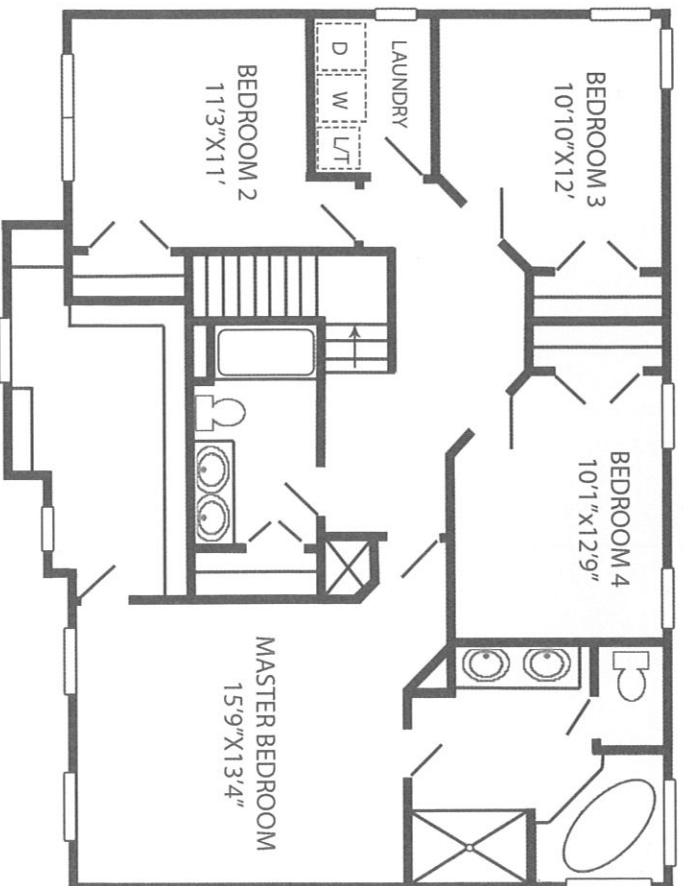 BEDROOM 3
10'10"X12'
LAUNDRY
D
W
L/T
BEDROOM 2
11'3"X11'
BEDROOM 4
10'1"x12'9"
MASTER BEDROOM
15'9"X13'4"